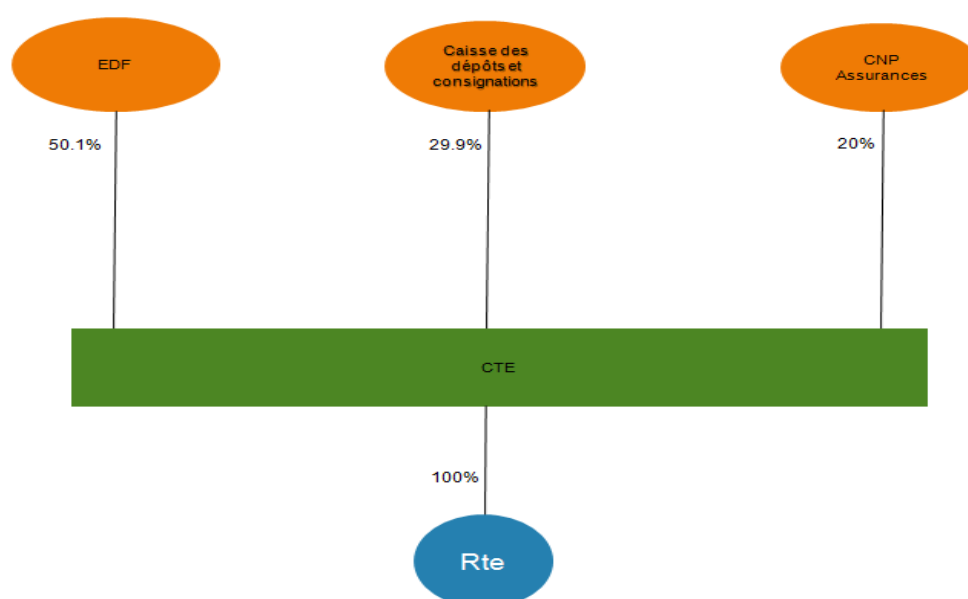 EDF
Caisse des
dépôts et
consignations
CNP
Assurances
50.1%
29.9%
20%
CTE
100%
Rte